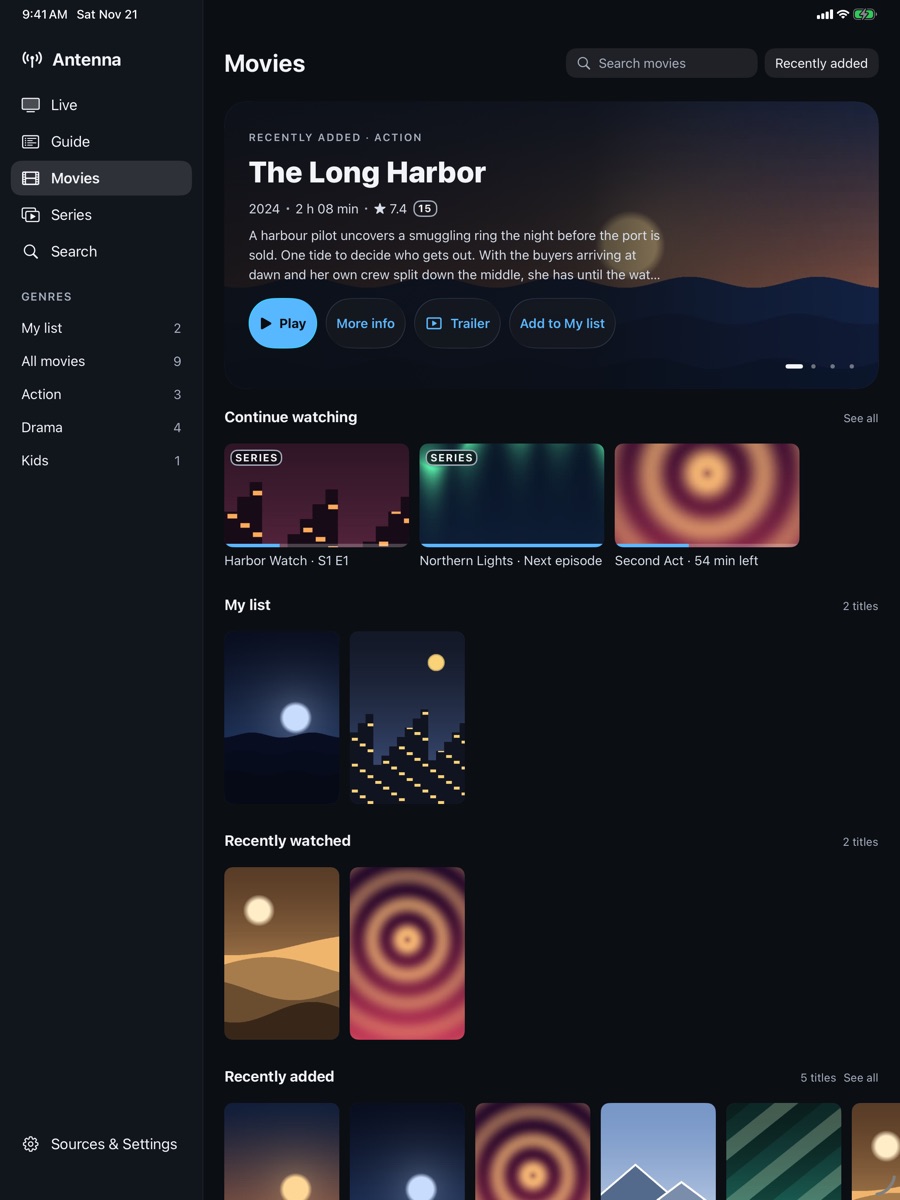 9:41 AM Sat Nov 21
Antenna
Live
Guide
Movies
Series
Search
GENRES
My list 2
All movies 9
Action 3
Drama 4
Kids 1
Sources & Settings
Movies
Search movies
Recently added
RECENTLY ADDED · ACTION
The Long Harbor
2024 · 2 h 08 min · ★ 7.4 15
A harbour pilot uncovers a smuggling ring the night before the port is
sold. One tide to decide who gets out. With the buyers arriving at
dawn and her own crew split down the middle, she has until the wat...
Play
More info
Trailer
Add to My list
Continue watching
See all
SERIES
SERIES
Harbor Watch · S1 E1
Northern Lights · Next episode
Second Act · 54 min left
My list
2 titles
Recently watched
2 titles
Recently added
5 titles See all